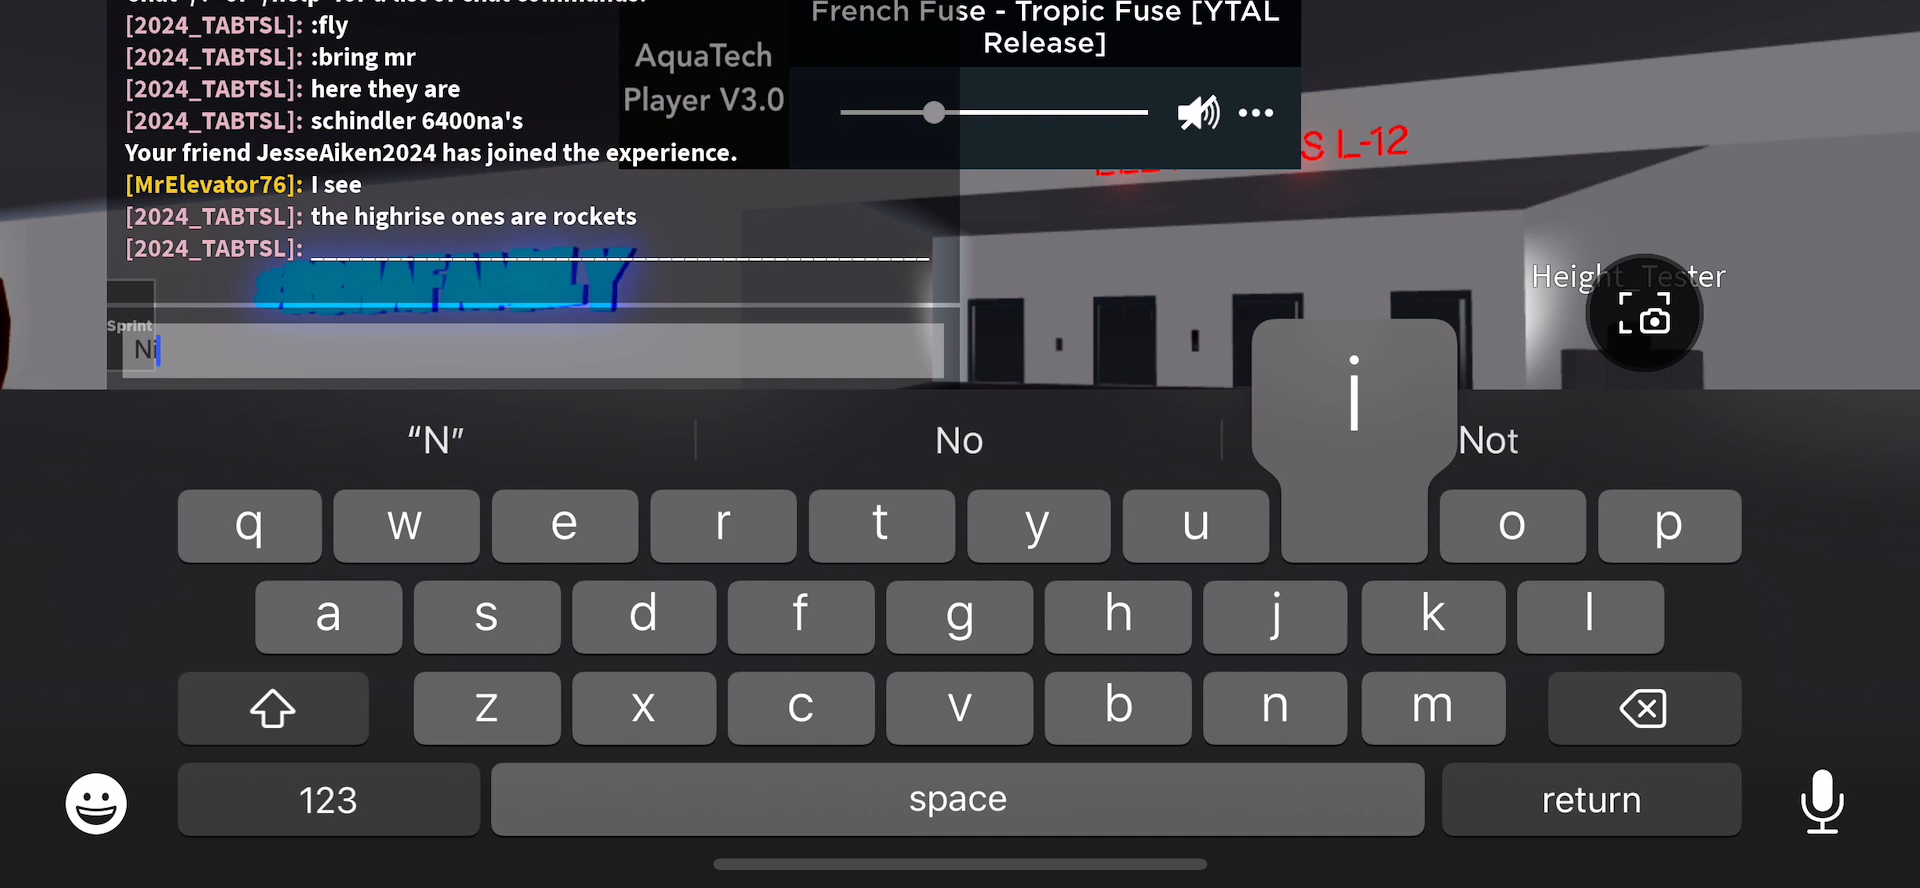 [2024_TABTSL]: :fly
[2024_TABTSL]: :bring mr
[2024_TABTSL]: here they are
[2024_TABTSL]: schindler 6400na's
Your friend JesseAiken2024 has joined the experience.
[MrElevator76]: I see
[2024_TABTSL]: the highrise ones are rockets
[2024_TABTSL]: ________________________________________________
French Fuse - Tropic Fuse [YTAL
Release]
AquaTech
Player V3.0
S L-12
Height_Tester
Sprint
Ni
i
“N” No Not
q w e r t y u o p
a s d f g h j k l
z x c v b n m
123 space return